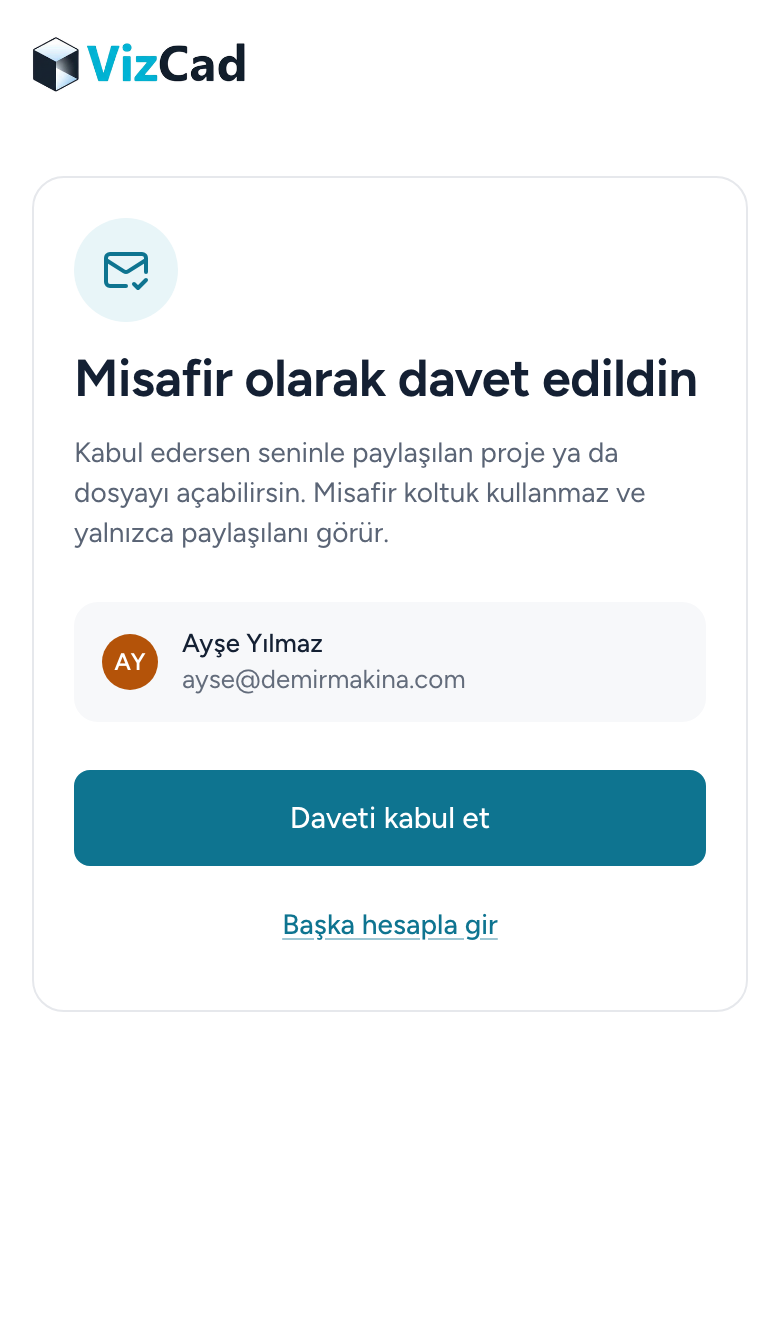 VizCad
Misafir olarak davet edildin
Kabul edersen seninle paylaşılan proje ya da
dosyayı açabilirsin. Misafir koltuk kullanmaz ve
yalnızca paylaşılanı görür.
AY
Ayşe Yılmaz
ayse@demirmakina.com
Daveti kabul et
Başka hesapla gir